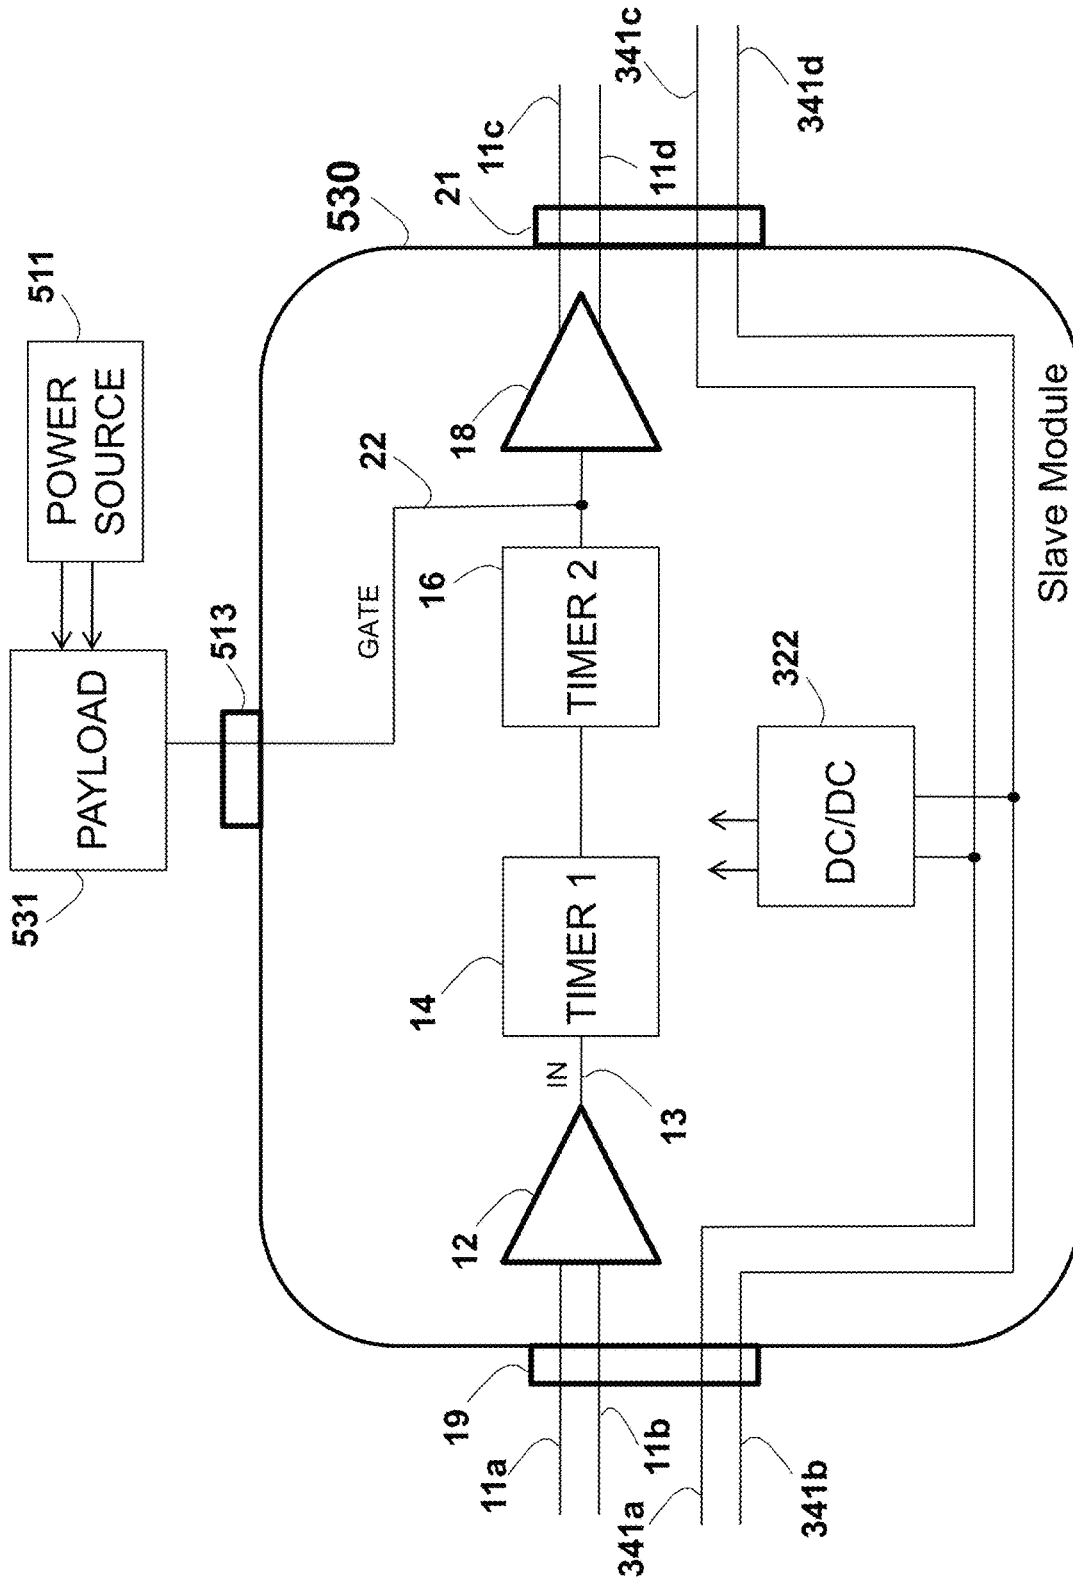 POWER
SOURCE
511
PAYLOAD
531
513
530
GATE
22
IN
13
12
TIMER 1
14
TIMER 2
16
18
DC/DC
322
19
21
11a
11b
341a
341b
11c
11d
341c
341d
Slave Module